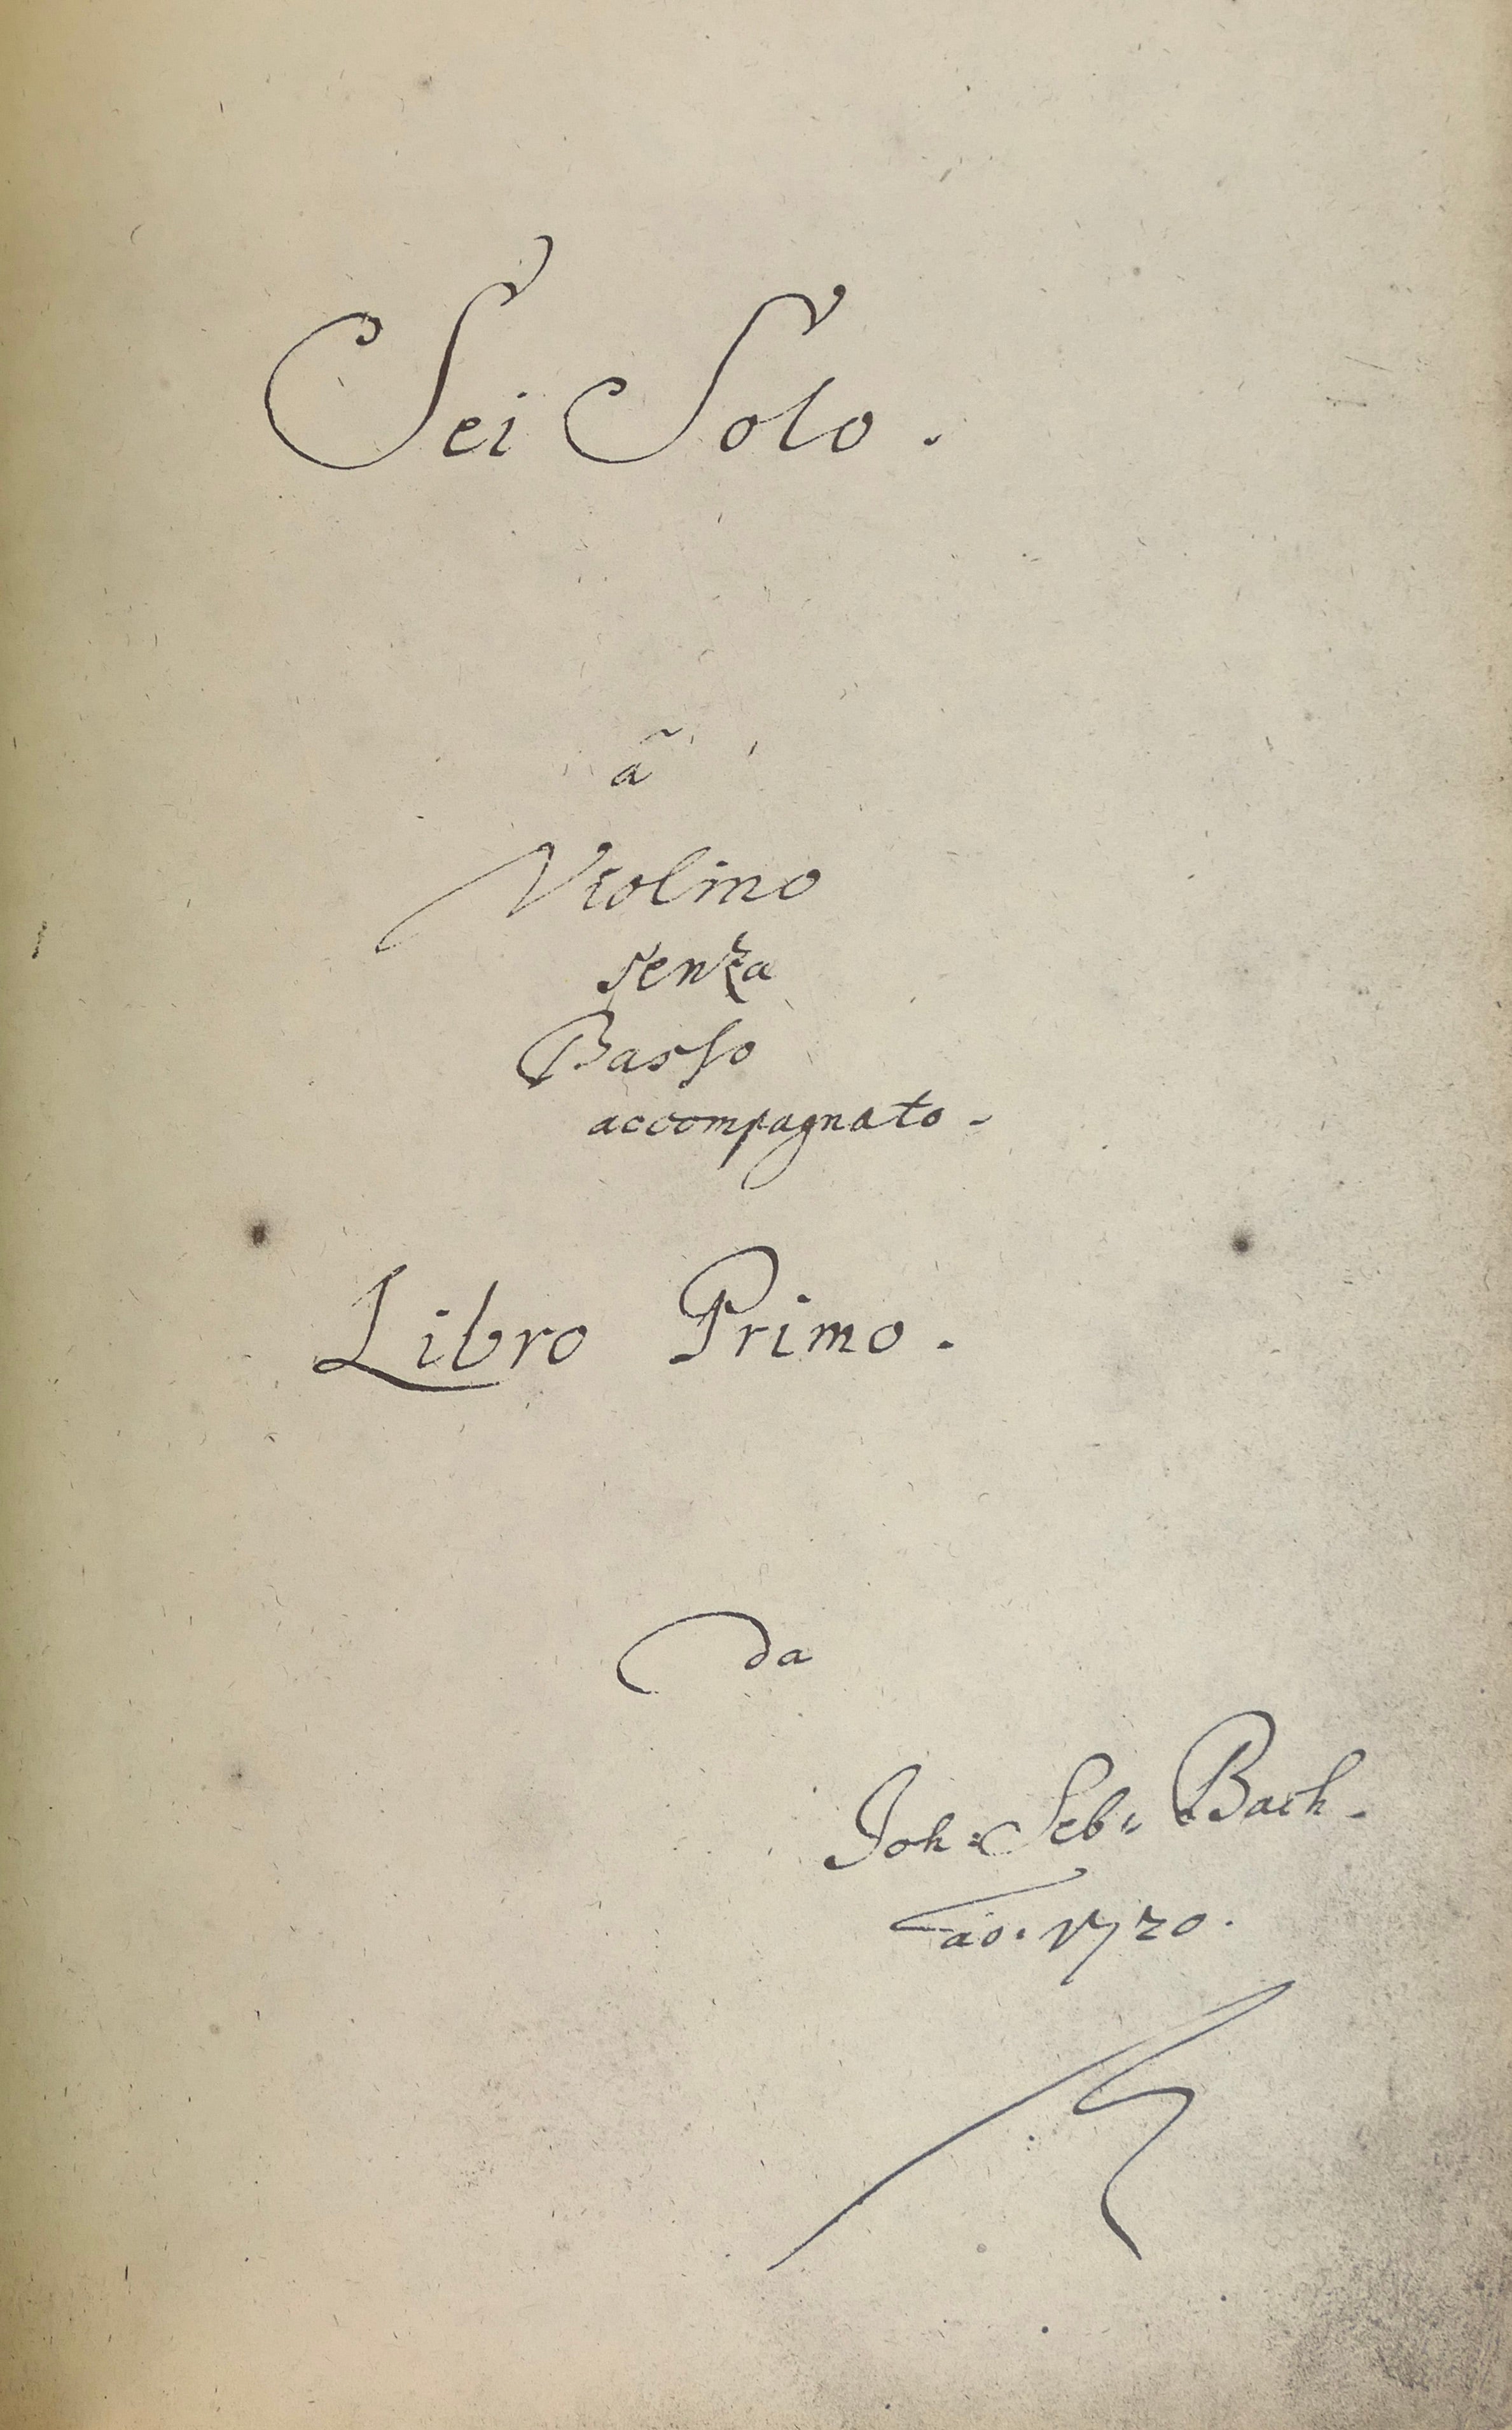 Sei Solo.
ã
Violino
senza
Basso
accompagnato.
Libro Primo.
da
Joh: Seb: Bach.
ao. 1720.